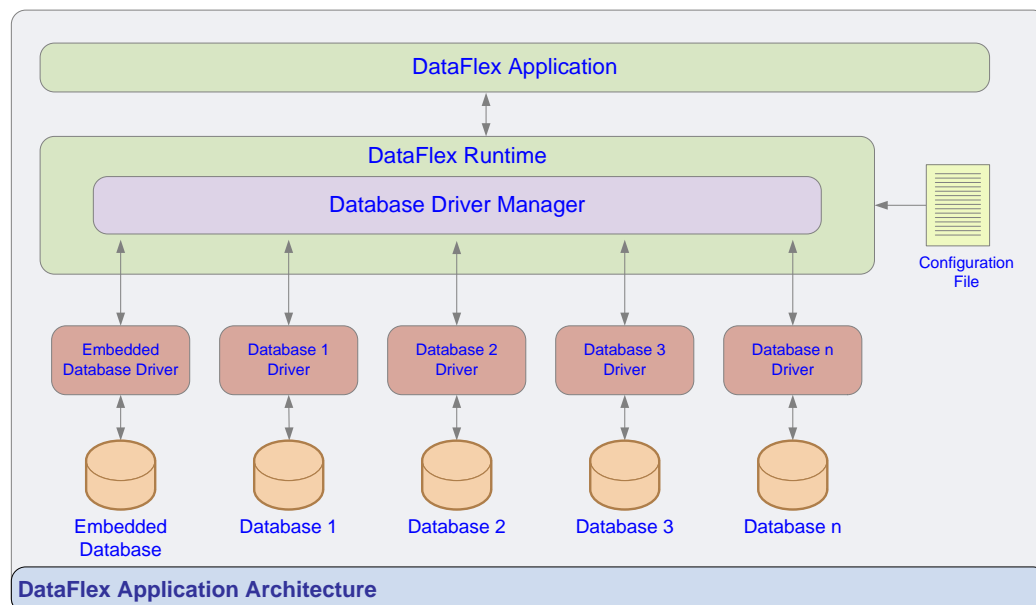 DataFlex Application
DataFlex Runtime
Database Driver Manager
Configuration
File
Embedded
Database Driver
Database 1
Driver
Database 2
Driver
Database 3
Driver
Database n
Driver
Embedded
Database
Database 1
Database 2
Database 3
Database n
DataFlex Application Architecture